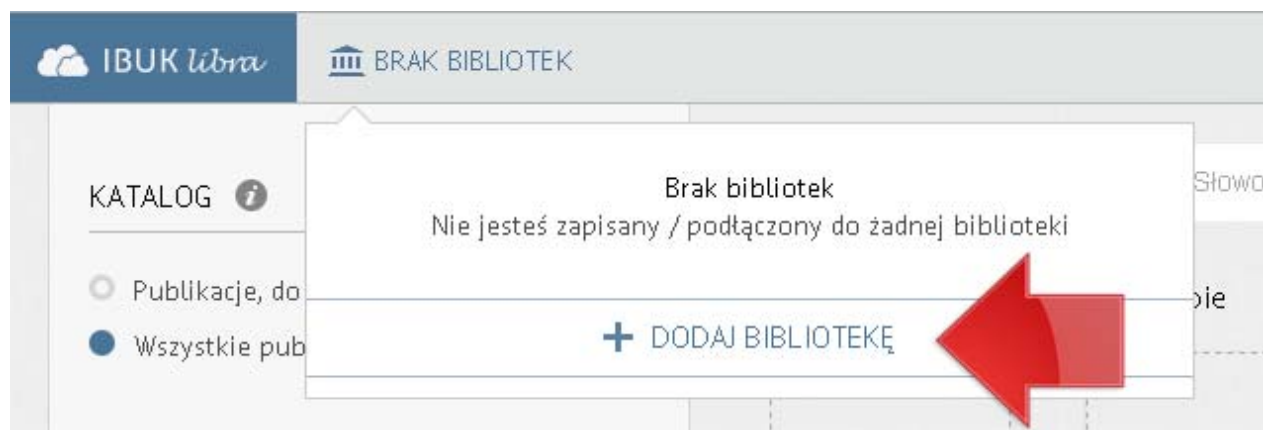 IBUK libra
BRAK BIBLIOTEK
KATALOG
Brak bibliotek
Nie jesteś zapisany / podłączony do żadnej biblioteki
Publikacje, do
Wszystkie pub
+ DODAJ BIBLIOTEKĘ
Słowo